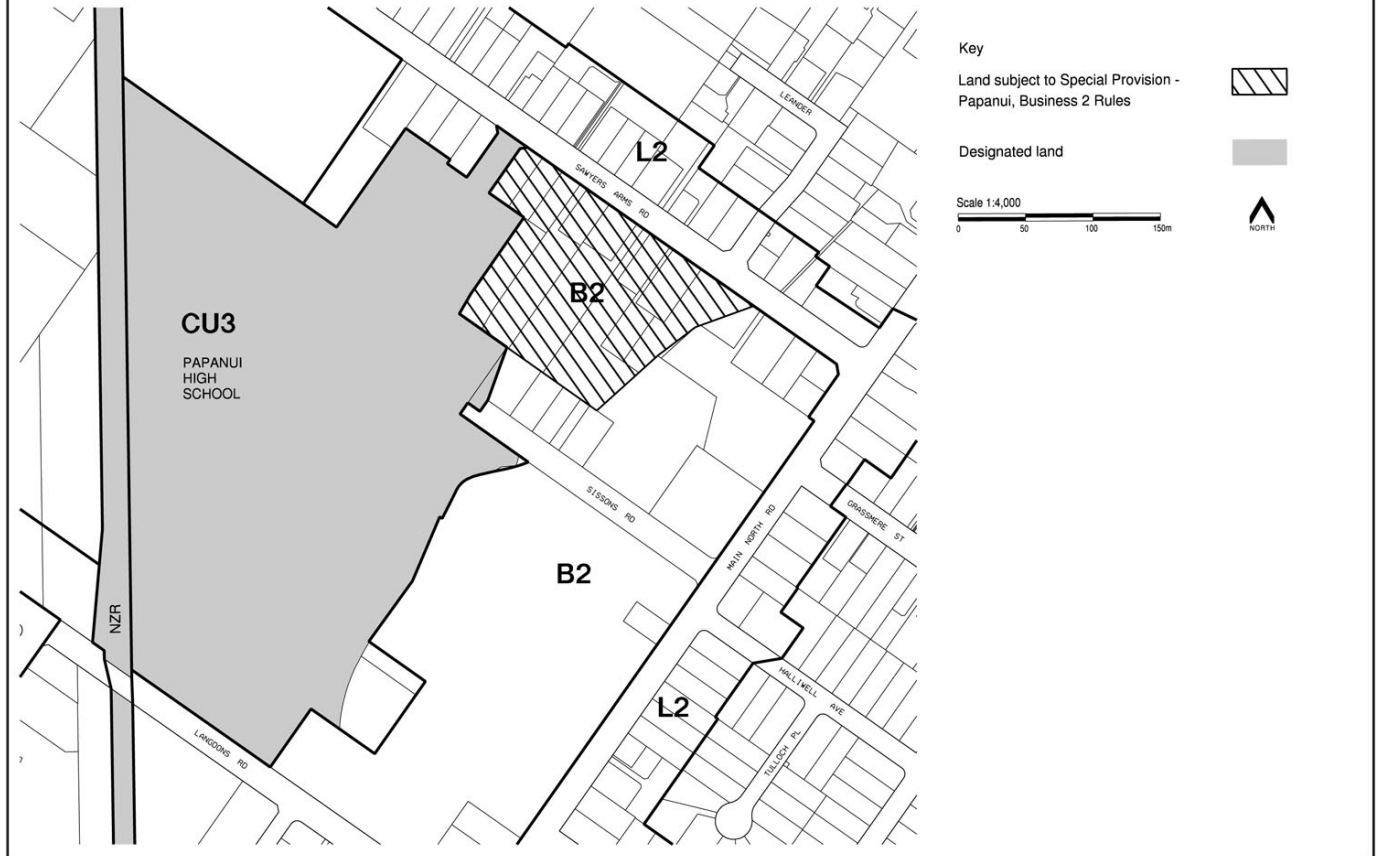 Key
Land subject to Special Provision -
Papanui, Business 2 Rules
Designated land
Scale 1:4,000
0 50 100 150m
NORTH
LEANDER
L2
SAWYERS ARMS RD
B2
CU3
PAPANUI
HIGH
SCHOOL
SISSONS RD
MAIN NORTH RD
GRASSMERE ST
B2
NZR
HALLIWELL AVE
L2
TULLOCH PL
LANGDONS RD